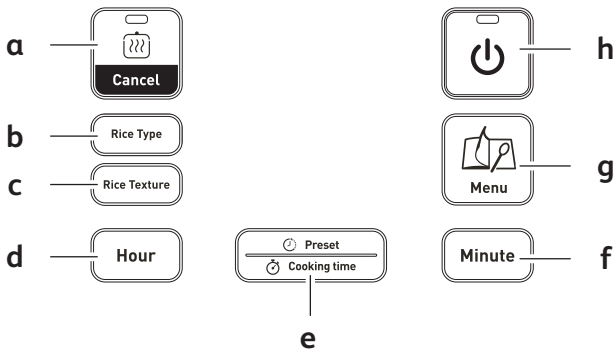 a
Cancel
h
b
Rice Type
c
Rice Texture
Menu
g
d
Hour
Preset
Cooking time
Minute
f
e